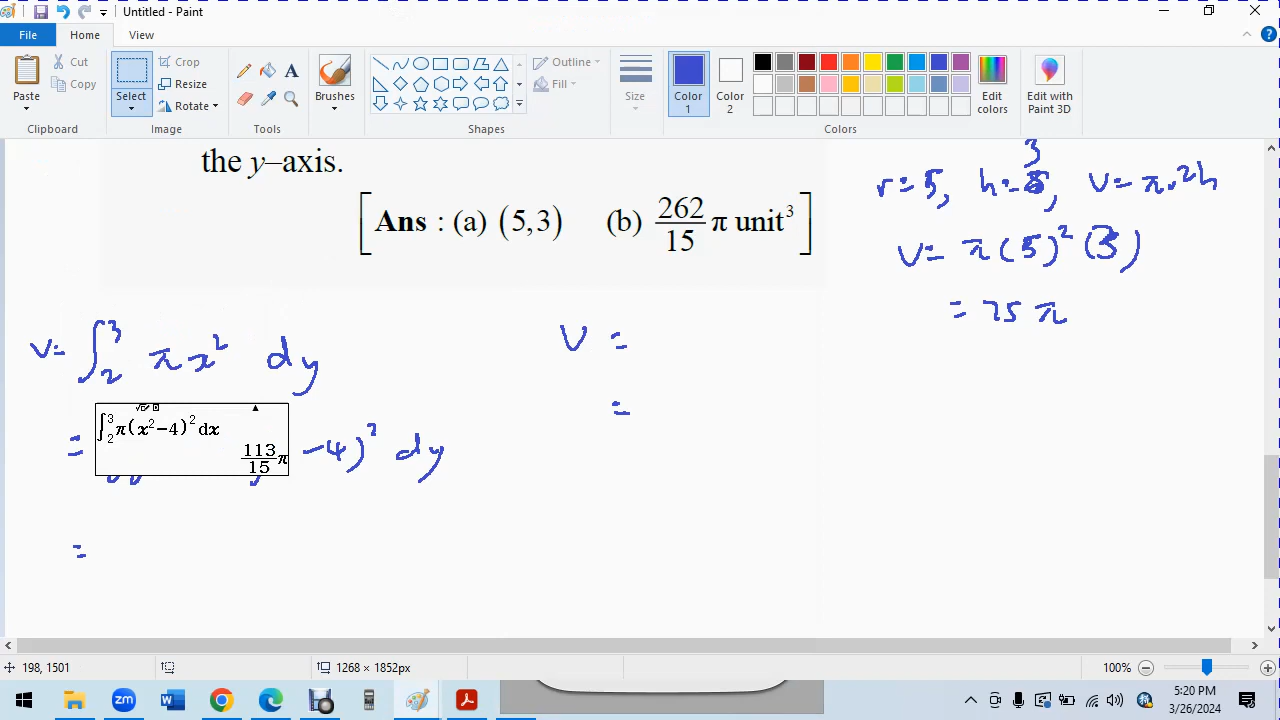 Untitled - Paint
File Home View
Paste Cut Copy Clipboard
Select Crop Resize Rotate Image
Tools
Brushes
Outline Fill Shapes
Size
Color 1 Color 2 Colors
Edit colors Edit with Paint 3D
the y–axis.
[Ans : (a) (5,3) (b) 262/15 π unit³]
r=5, h=3, V=πr²h
V= π(5)²(3)
= 75 π
V= ∫₂³ πx² dy
V =
∫₂³π(x²−4)²dx
113/15 π
= -4)² dy
=
=
198, 1501 1268 × 1852px 100%
5:20 PM
3/26/2024